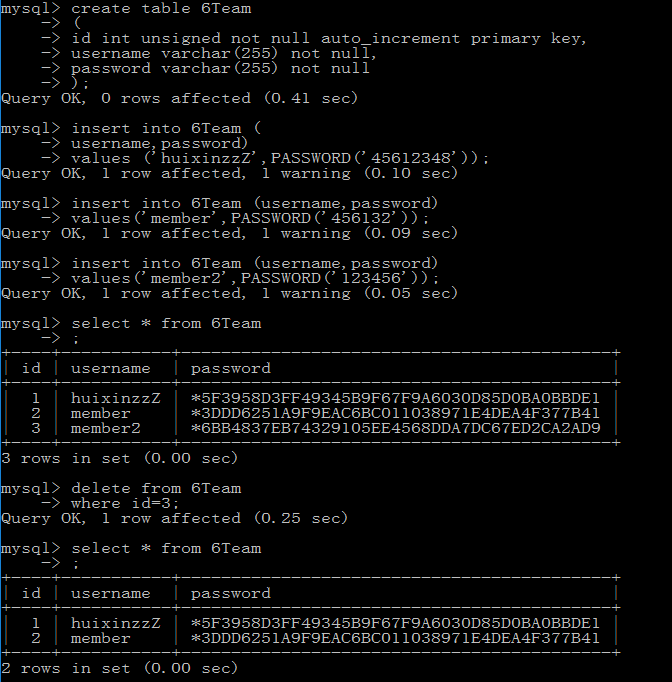 mysql> create table 6Team
-> (
-> id int unsigned not null auto_increment primary key,
-> username varchar(255) not null,
-> password varchar(255) not null
-> );
Query OK, 0 rows affected (0.41 sec)
mysql> insert into 6Team (
-> username,password)
-> values ('huixinzzZ',PASSWORD('45612348'));
Query OK, 1 row affected, 1 warning (0.10 sec)
mysql> insert into 6Team (username,password)
-> values('member',PASSWORD('456132'));
Query OK, 1 row affected, 1 warning (0.09 sec)
mysql> insert into 6Team (username,password)
-> values('member2',PASSWORD('123456'));
Query OK, 1 row affected, 1 warning (0.05 sec)
mysql> select * from 6Team
-> ;
+----+-----------+-------------------------------------------+
| id | username  | password                                  |
+----+-----------+-------------------------------------------+
|  1 | huixinzzZ | *5F3958D3FF49345B9F67F9A6030D85D0BA0BBDE1 |
|  2 | member    | *3DDD6251A9F9EAC6BC011038971E4DEA4F377B41 |
|  3 | member2   | *6BB4837EB74329105EE4568DDA7DC67ED2CA2AD9 |
+----+-----------+-------------------------------------------+
3 rows in set (0.00 sec)
mysql> delete from 6Team
-> where id=3;
Query OK, 1 row affected (0.25 sec)
mysql> select * from 6Team
-> ;
+----+-----------+-------------------------------------------+
| id | username  | password                                  |
+----+-----------+-------------------------------------------+
|  1 | huixinzzZ | *5F3958D3FF49345B9F67F9A6030D85D0BA0BBDE1 |
|  2 | member    | *3DDD6251A9F9EAC6BC011038971E4DEA4F377B41 |
+----+-----------+-------------------------------------------+
2 rows in set (0.00 sec)